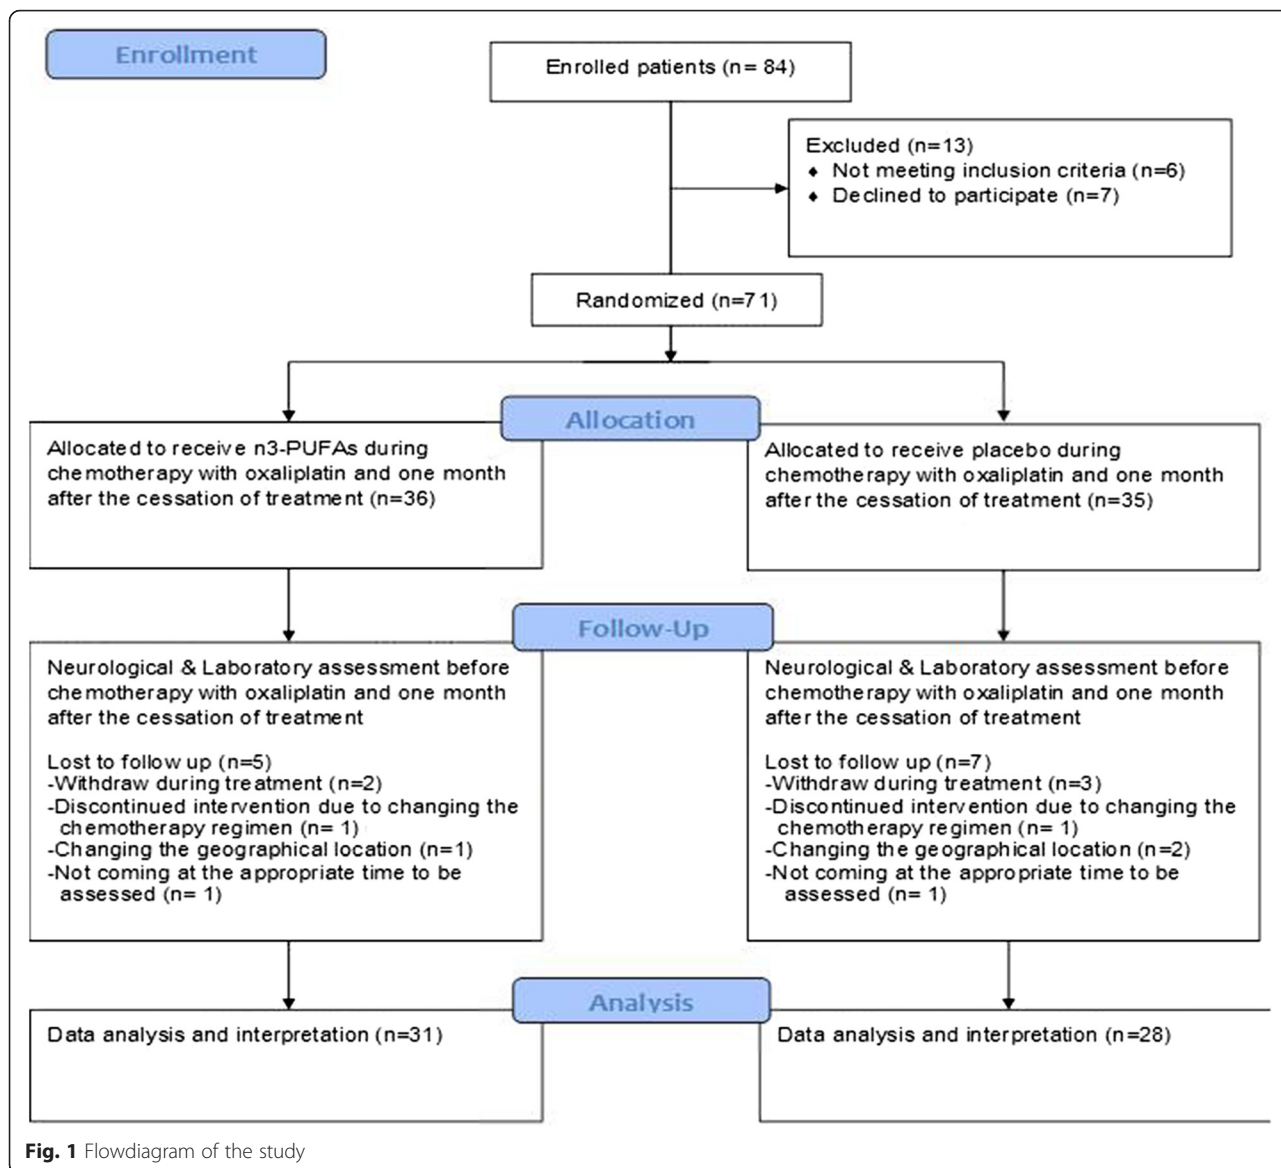 Enrollment
Enrolled patients (n= 84)
Excluded (n=13)
♦ Not meeting inclusion criteria (n=6)
♦ Declined to participate (n=7)
Randomized (n=71)
Allocation
Allocated to receive n3-PUFAs during
chemotherapy with oxaliplatin and one month
after the cessation of treatment (n=36)
Allocated to receive placebo during
chemotherapy with oxaliplatin and one month
after the cessation of treatment (n=35)
Follow-Up
Neurological & Laboratory assessment before
chemotherapy with oxaliplatin and one month
after the cessation of treatment
Lost to follow up (n=5)
-Withdraw during treatment (n=2)
-Discontinued intervention due to changing the
chemotherapy regimen (n= 1)
-Changing the geographical location (n=1)
-Not coming at the appropriate time to be
assessed (n= 1)
Neurological & Laboratory assessment before
chemotherapy with oxaliplatin and one month
after the cessation of treatment
Lost to follow up (n=7)
-Withdraw during treatment (n=3)
-Discontinued intervention due to changing the
chemotherapy regimen (n= 1)
-Changing the geographical location (n=2)
-Not coming at the appropriate time to be
assessed (n= 1)
Analysis
Data analysis and interpretation (n=31)
Data analysis and interpretation (n=28)
Fig. 1 Flowdiagram of the study